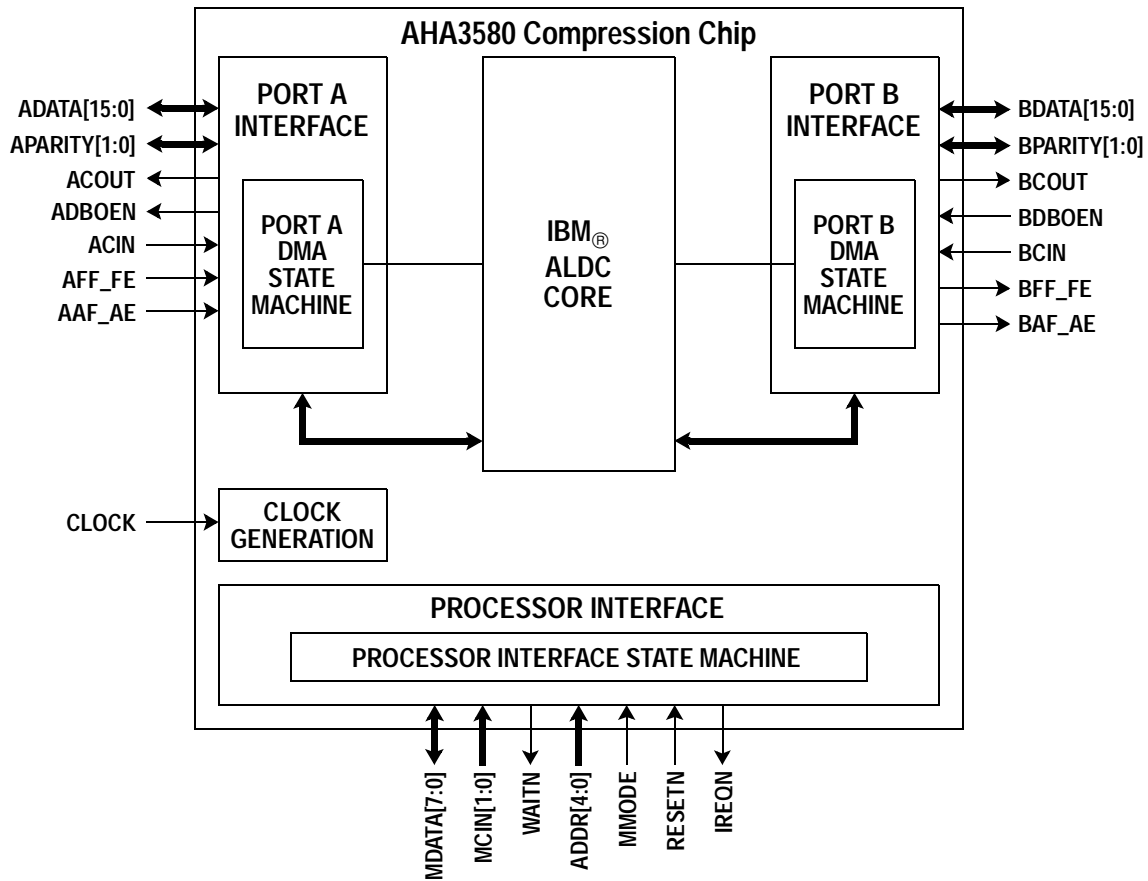 AHA3580 Compression Chip
ADATA[15:0]
APARITY[1:0]
ACOUT
ADBOEN
ACIN
AFF_FE
AAF_AE
PORT A
INTERFACE
PORT A
DMA
STATE
MACHINE
IBM®
ALDC
CORE
PORT B
INTERFACE
PORT B
DMA
STATE
MACHINE
BDATA[15:0]
BPARITY[1:0]
BCOUT
BDBOEN
BCIN
BFF_FE
BAF_AE
CLOCK
CLOCK
GENERATION
PROCESSOR INTERFACE
PROCESSOR INTERFACE STATE MACHINE
MDATA[7:0]
MCIN[1:0]
WAITN
ADDR[4:0]
MMODE
RESETN
IREQN